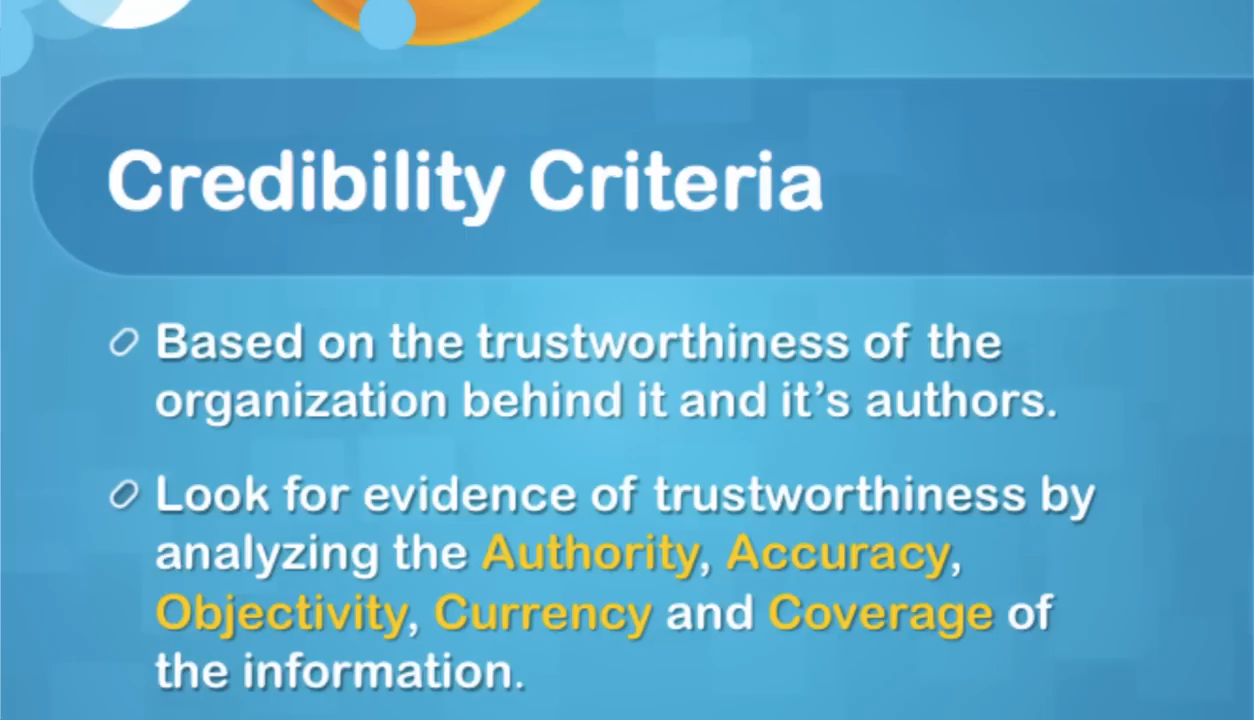 Credibility Criteria
Based on the trustworthiness of the
organization behind it and it’s authors.
Look for evidence of trustworthiness by
analyzing the Authority, Accuracy,
Objectivity, Currency and Coverage of
the information.